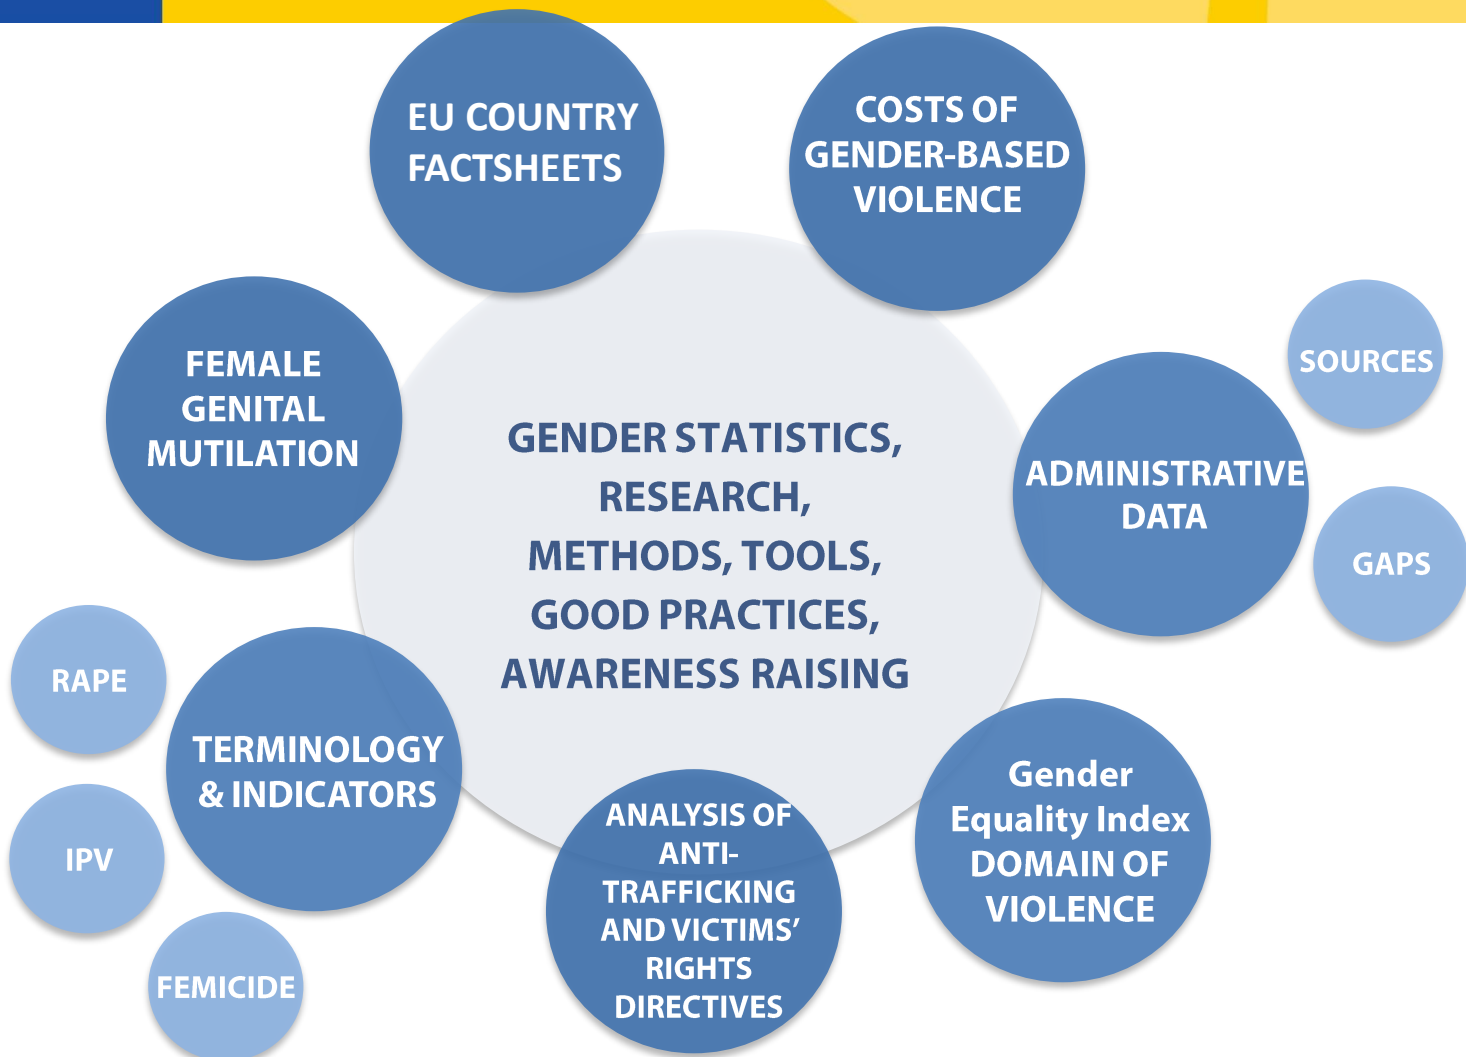 EU COUNTRY
FACTSHEETS
COSTS OF
GENDER-BASED
VIOLENCE
FEMALE
GENITAL
MUTILATION
GENDER STATISTICS,
RESEARCH,
METHODS, TOOLS,
GOOD PRACTICES,
AWARENESS RAISING
SOURCES
ADMINISTRATIVE
DATA
GAPS
RAPE
TERMINOLOGY
& INDICATORS
IPV
FEMICIDE
ANALYSIS OF
ANTI-
TRAFFICKING
AND VICTIMS’
RIGHTS
DIRECTIVES
Gender
Equality Index
DOMAIN OF
VIOLENCE